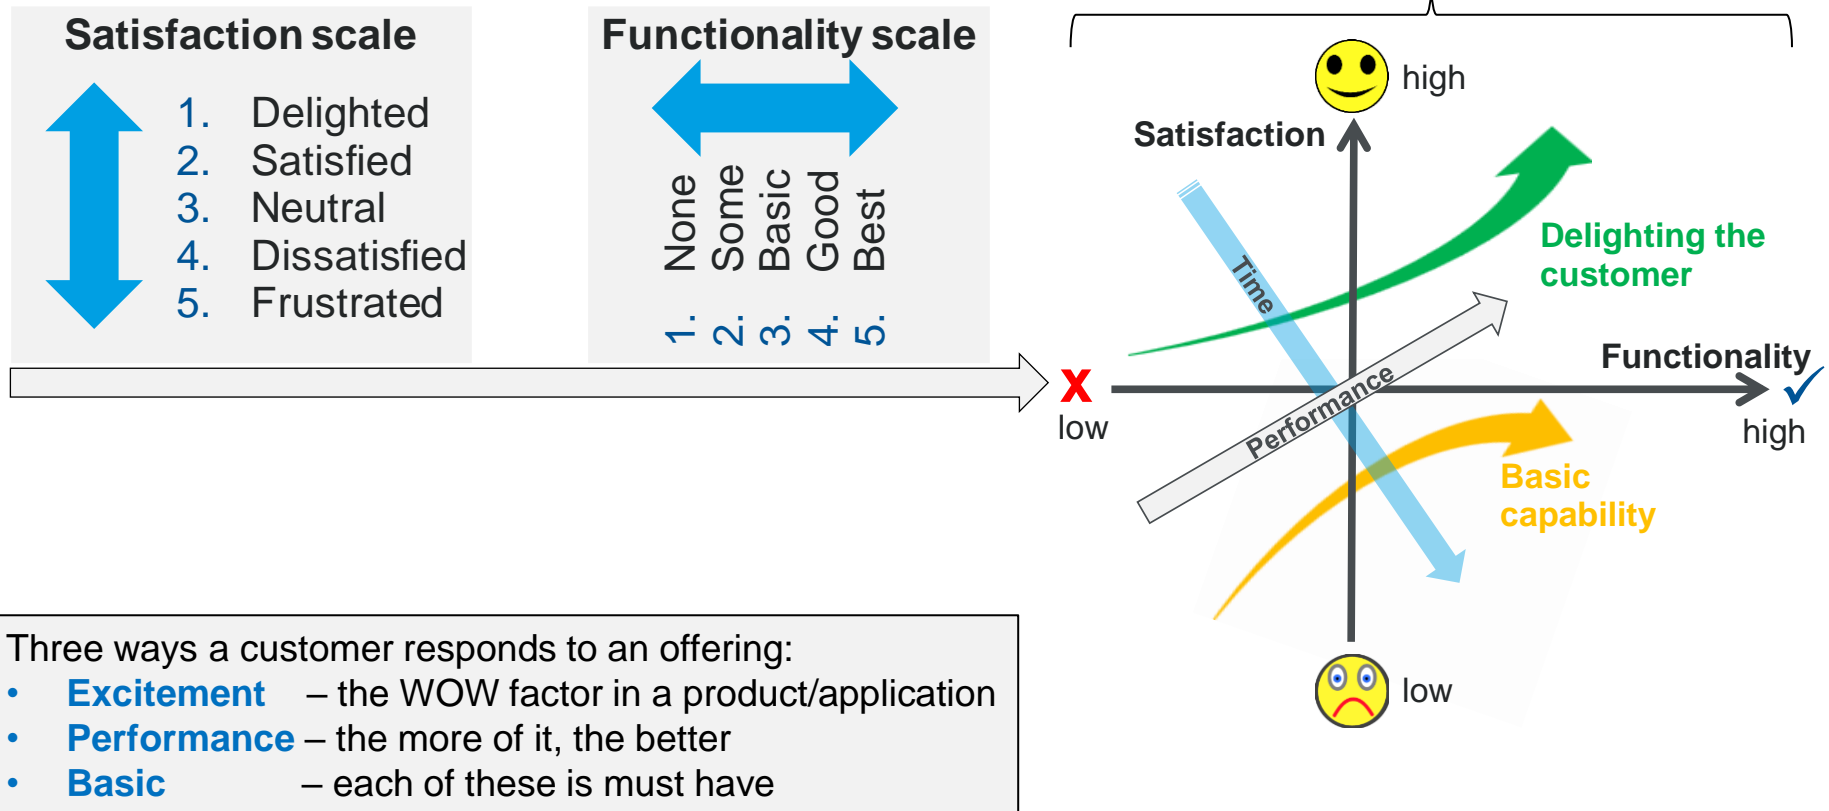 Satisfaction scale
1. Delighted
2. Satisfied
3. Neutral
4. Dissatisfied
5. Frustrated
Functionality scale
1. None
2. Some
3. Basic
4. Good
5. Best
high
Satisfaction
Delighting the
customer
Time
Functionality
Performance
X
low
high
Basic
capability
low
Three ways a customer responds to an offering:
• Excitement – the WOW factor in a product/application
• Performance – the more of it, the better
• Basic – each of these is must have